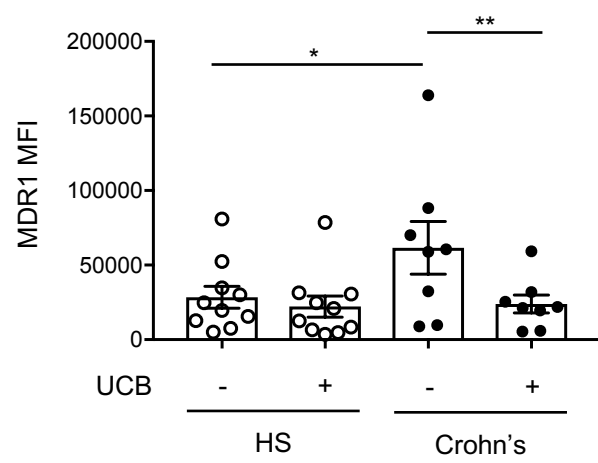 **
*
200000
150000
100000
50000
0
MDR1 MFI
UCB - + - +
HS Crohn's